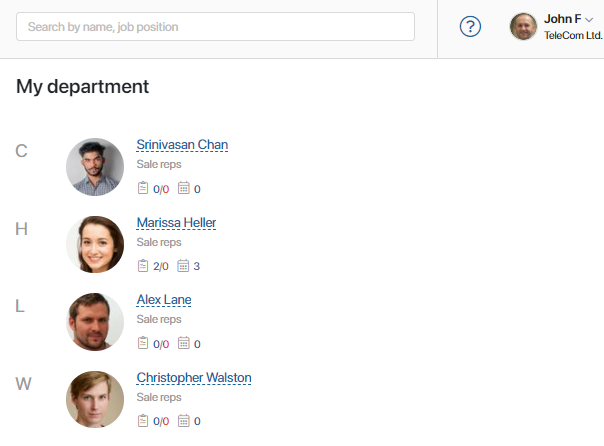 Search by name, job position
?
John F
TeleCom Ltd.
My department
C
Srinivasan Chan
Sale reps
0/0 0
H
Marissa Heller
Sale reps
2/0 3
L
Alex Lane
Sale reps
0/0 0
W
Christopher Walston
Sale reps
0/0 0